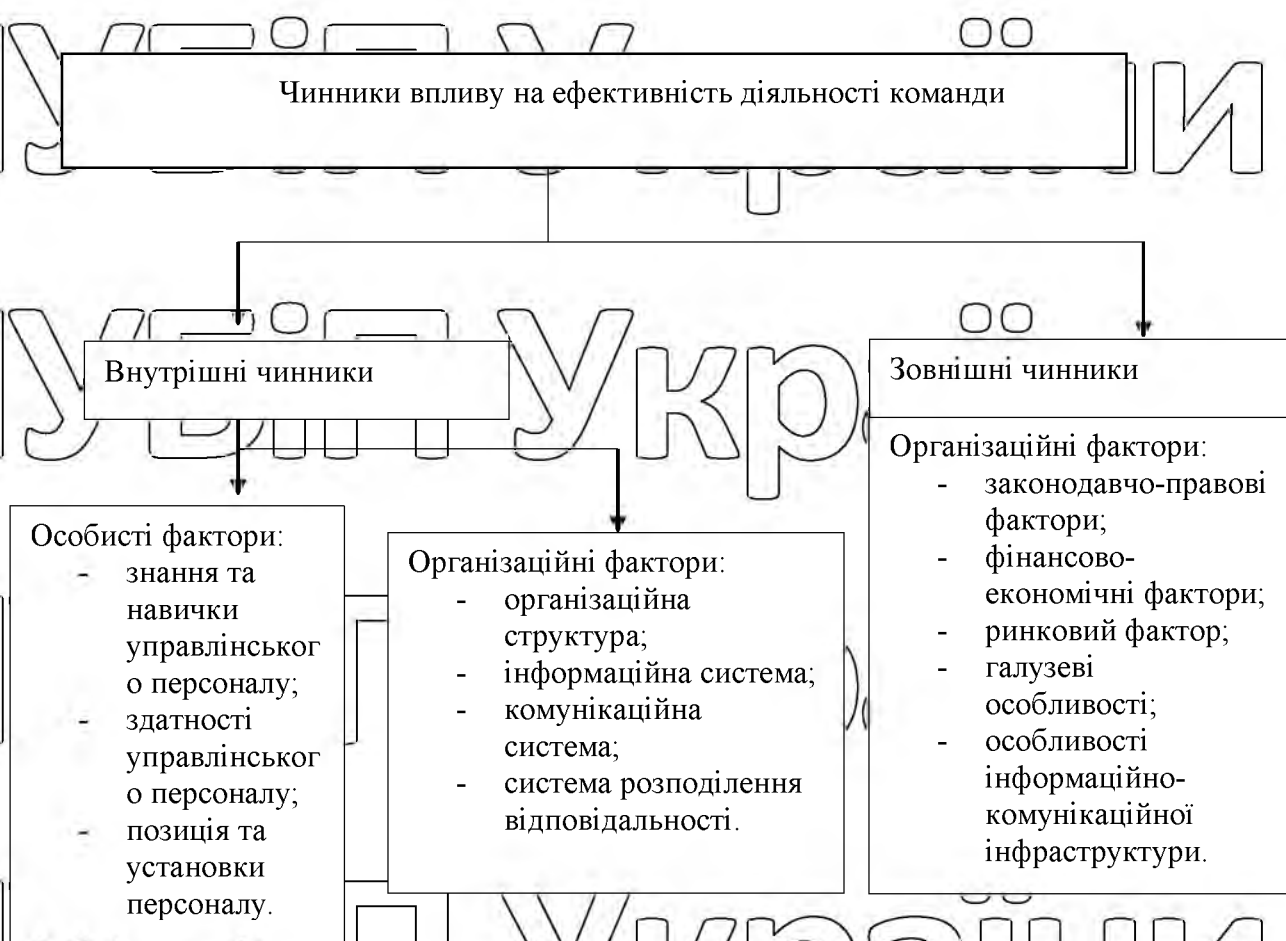 Чинники впливу на ефективність діяльності команди
Внутрішні чинники
Зовнішні чинники
Особисті фактори:
- знання та
навички
управлінськог
о персоналу;
- здатності
управлінськог
о персоналу;
- позиція та
установки
персоналу.
Організаційні фактори:
- організаційна
структура;
- інформаційна система;
- комунікаційна
система;
- система розподілення
відповідальності.
Організаційні фактори:
- законодавчо-правові
фактори;
- фінансово-
економічні фактори;
- ринковий фактор;
- галузеві
особливості;
- особливості
інформаційно-
комунікаційної
інфраструктури.